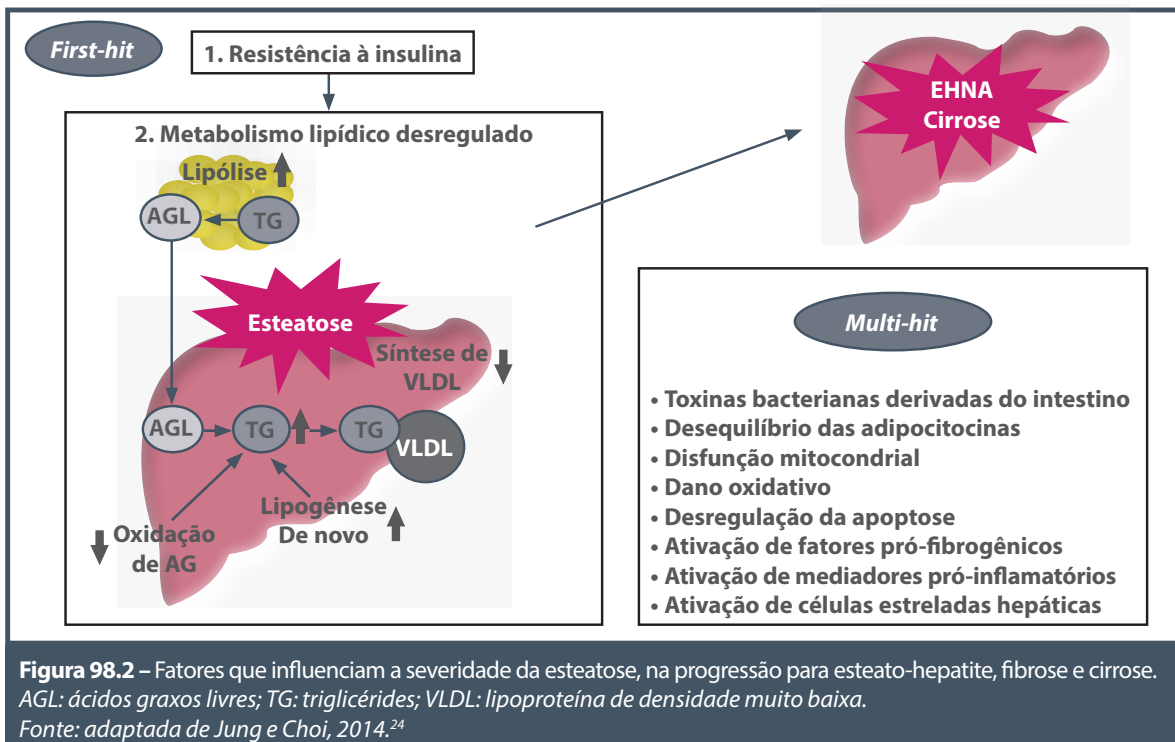 First-hit
1. Resistência à insulina
2. Metabolismo lipídico desregulado
Lipólise
AGL
TG
Esteatose
Síntese de
VLDL
AGL
TG
TG
VLDL
Oxidação
de AG
Lipogênese
De novo
EHNA
Cirrose
Multi-hit
• Toxinas bacterianas derivadas do intestino
• Desequilíbrio das adipocitocinas
• Disfunção mitocondrial
• Dano oxidativo
• Desregulação da apoptose
• Ativação de fatores pró-fibrogênicos
• Ativação de mediadores pró-inflamatórios
• Ativação de células estreladas hepáticas
Figura 98.2 – Fatores que influenciam a severidade da esteatose, na progressão para esteato-hepatite, fibrose e cirrose.
AGL: ácidos graxos livres; TG: triglicérides; VLDL: lipoproteína de densidade muito baixa.
Fonte: adaptada de Jung e Choi, 2014.24